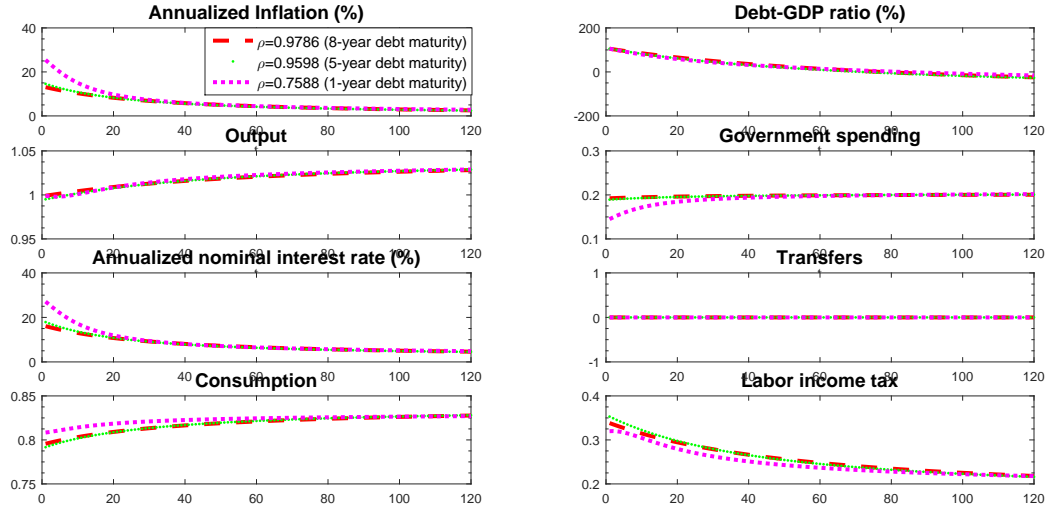 Annualized Inflation (%)
40
20
0
0 20 40 60 80 100 120
ρ=0.9786 (8-year debt maturity)
ρ=0.9598 (5-year debt maturity)
ρ=0.7588 (1-year debt maturity)
Debt-GDP ratio (%)
200
0
-200
0 20 40 60 80 100 120
Output
1.05
1
0.95
0 20 40 60 80 100 120
Government spending
0.3
0.2
0.1
0 20 40 60 80 100 120
Annualized nominal interest rate (%)
40
20
0
0 20 40 60 80 100 120
Transfers
1
0
-1
0 20 40 60 80 100 120
Consumption
0.85
0.8
0.75
0 20 40 60 80 100 120
Labor income tax
0.4
0.3
0.2
0 20 40 60 80 100 120